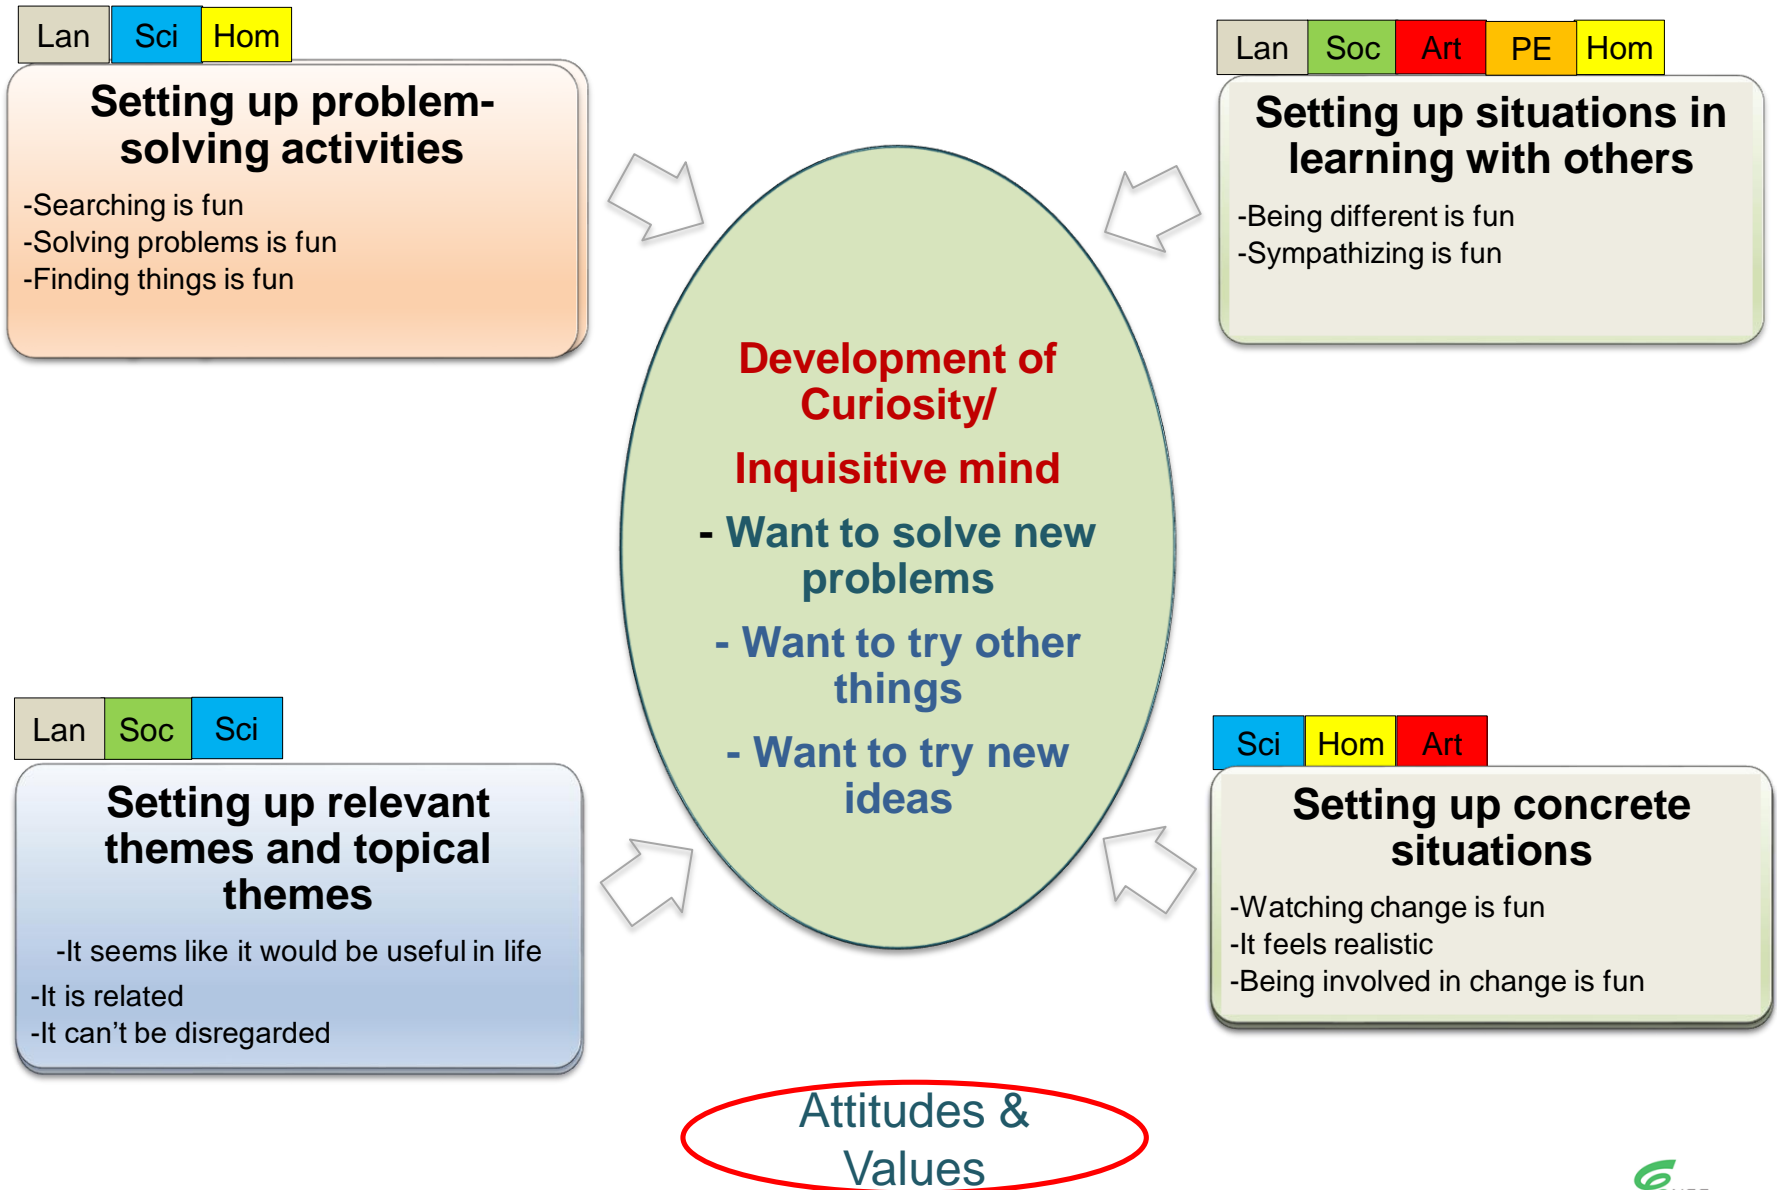 Lan Sci Hom
Setting up problem-
solving activities
-Searching is fun
-Solving problems is fun
-Finding things is fun
Lan Soc Art PE Hom
Setting up situations in
learning with others
-Being different is fun
-Sympathizing is fun
Development of
Curiosity/
Inquisitive mind
- Want to solve new
problems
- Want to try other
things
- Want to try new
ideas
Lan Soc Sci
Setting up relevant
themes and topical
themes
-It seems like it would be useful in life
-It is related
-It can’t be disregarded
Sci Hom Art
Setting up concrete
situations
-Watching change is fun
-It feels realistic
-Being involved in change is fun
Attitudes &
Values